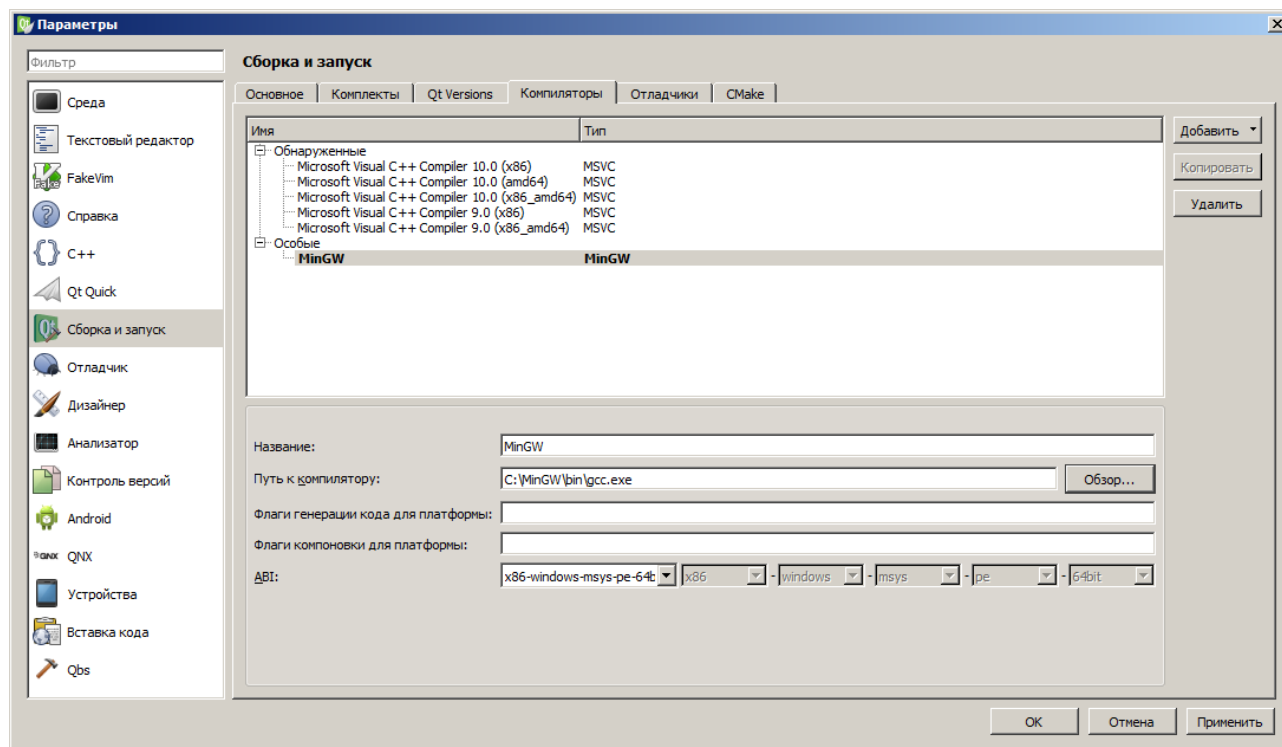 Параметры
Фильтр
Среда
Текстовый редактор
FakeVim
Справка
C++
Qt Quick
Сборка и запуск
Отладчик
Дизайнер
Анализатор
Контроль версий
Android
QNX QNX
Устройства
Вставка кода
Qbs
Сборка и запуск
Основное Комплекты Qt Versions Компиляторы Отладчики CMake
Имя Тип
Обнаруженные
Microsoft Visual C++ Compiler 10.0 (x86) MSVC
Microsoft Visual C++ Compiler 10.0 (amd64) MSVC
Microsoft Visual C++ Compiler 10.0 (x86_amd64) MSVC
Microsoft Visual C++ Compiler 9.0 (x86) MSVC
Microsoft Visual C++ Compiler 9.0 (x86_amd64) MSVC
Особые
MinGW MinGW
Добавить
Копировать
Удалить
Название: MinGW
Путь к компилятору: C:\MinGW\bin\gcc.exe Обзор...
Флаги генерации кода для платформы:
Флаги компоновки для платформы:
ABI: x86-windows-msys-pe-64b x86 - windows - msys - pe - 64bit
OK Отмена Применить